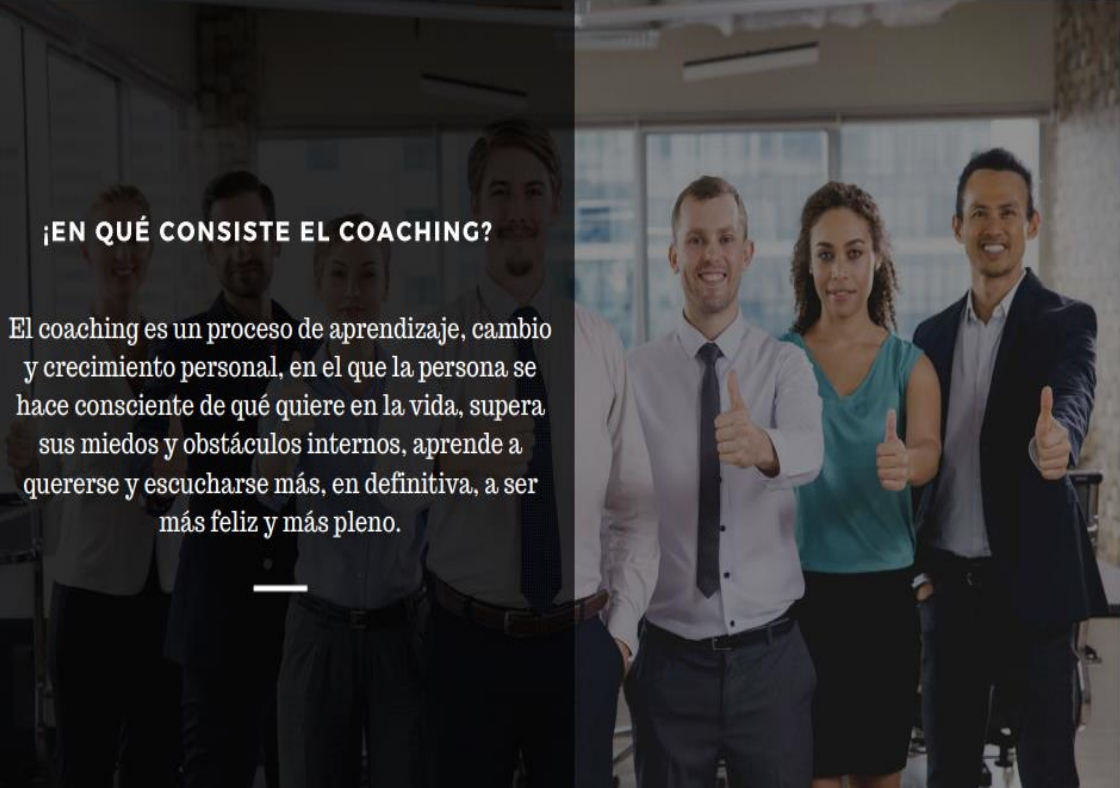 ¡EN QUÉ CONSISTE EL COACHING?
El coaching es un proceso de aprendizaje, cambio
y crecimiento personal, en el que la persona se
hace consciente de qué quiere en la vida, supera
sus miedos y obstáculos internos, aprende a
quererse y escucharse más, en definitiva, a ser
más feliz y más pleno.